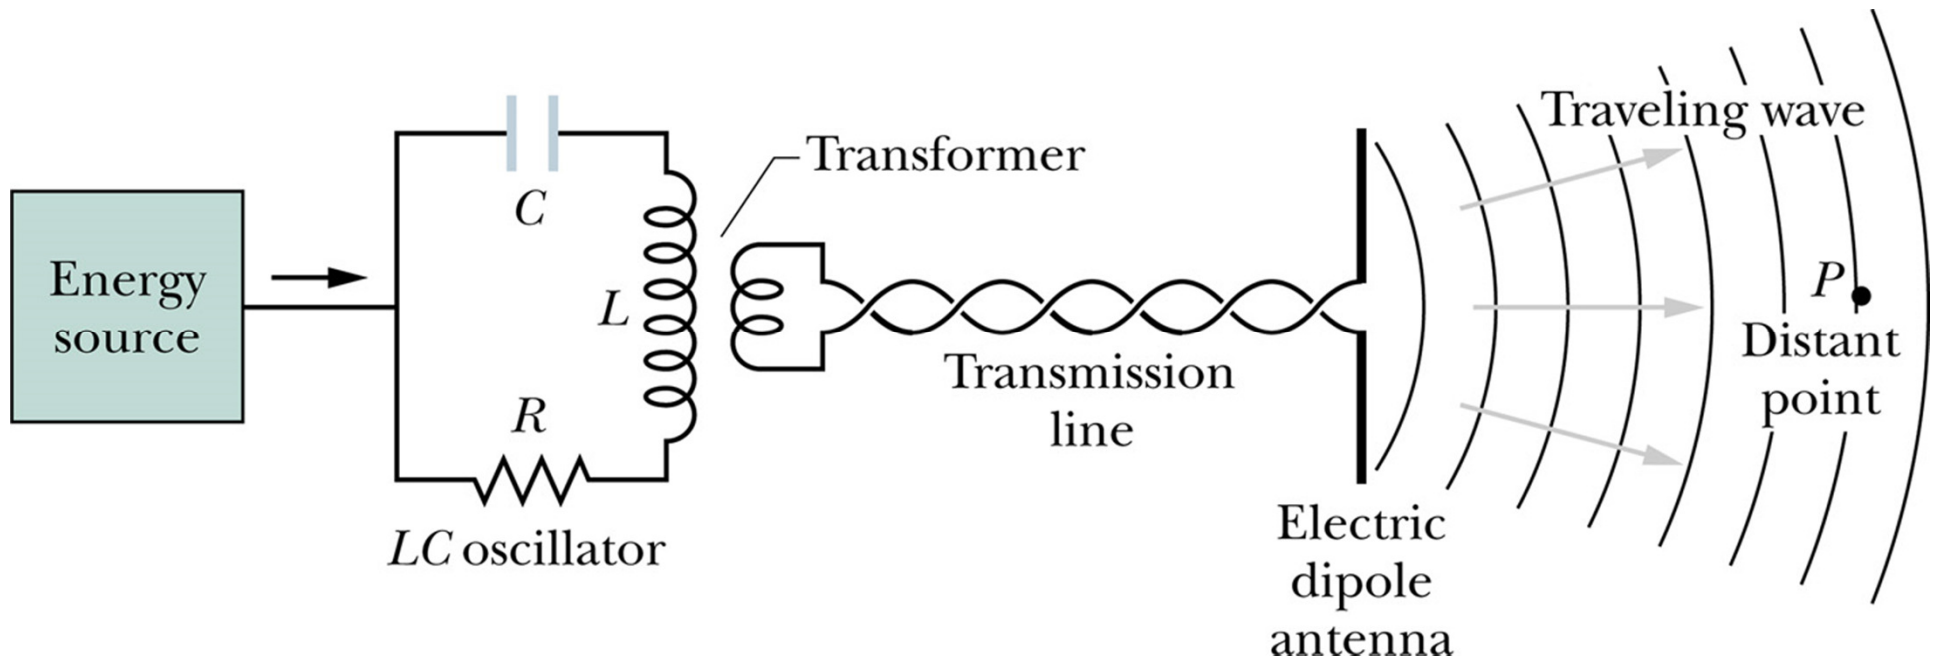 Energy
source
C
L
R
LC oscillator
Transformer
Transmission
line
Electric
dipole
antenna
Traveling wave
P
Distant
point